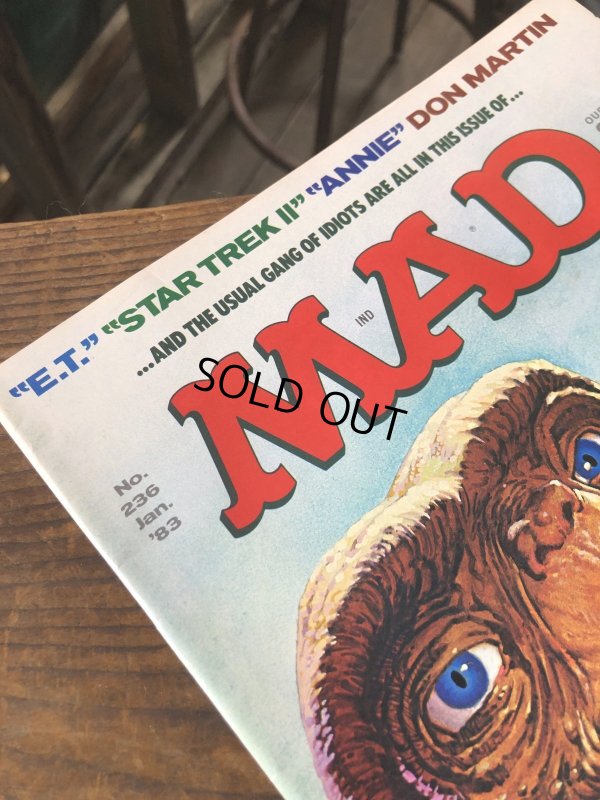 "E.T." "STAR TREK II" "ANNIE" DON MARTIN
...AND THE USUAL GANG OF IDIOTS ARE ALL IN THIS ISSUE OF...
MAD
IND
®
No.
236
Jan.
'83
SOLD OUT